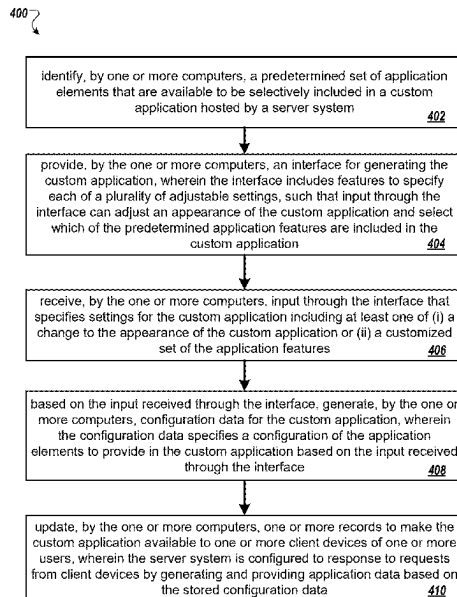 400
identify, by one or more computers, a predetermined set of application
elements that are available to be selectively included in a custom
application hosted by a server system
402
provide, by the one or more computers, an interface for generating the
custom application, wherein the interface includes features to specify
each of a plurality of adjustable settings, such that input through the
interface can adjust an appearance of the custom application and select
which of the predetermined application features are included in the
custom application
404
receive, by the one or more computers, input through the interface that
specifies settings for the custom application including at least one of (i) a
change to the appearance of the custom application or (ii) a customized
set of the application features
406
based on the input received through the interface, generate, by the one or
more computers, configuration data for the custom application, wherein
the configuration data specifies a configuration of the application
elements to provide in the custom application based on the input received
through the interface
408
update, by the one or more computers, one or more records to make the
custom application available to one or more client devices of one or more
users, wherein the server system is configured to response to requests
from client devices by generating and providing application data based on
the stored configuration data
410